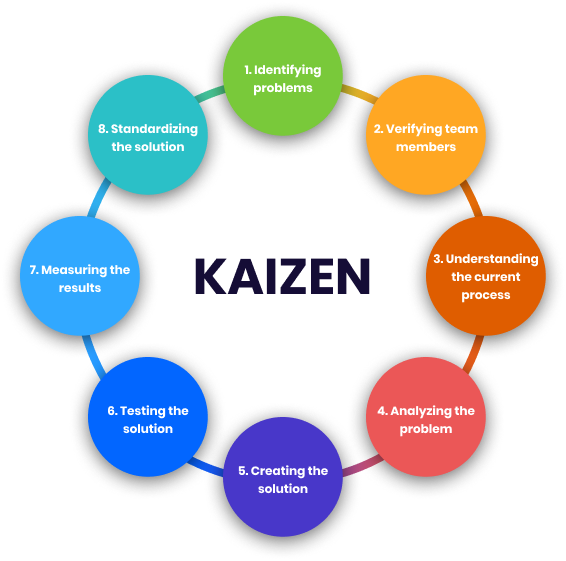 1. Identifying
problems
2. Verifying team
members
3. Understanding
the current
process
4. Analyzing the
problem
5. Creating the
solution
6. Testing the
solution
7. Measuring the
results
8. Standardizing
the solution
KAIZEN